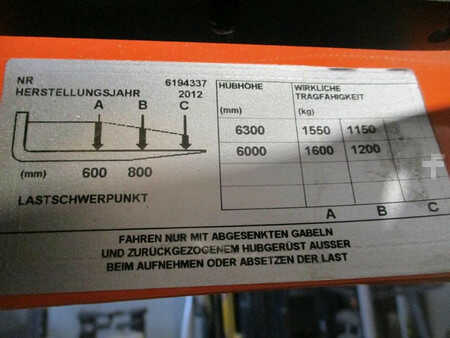 NR 6194337
HERSTELLUNGSJAHR 2012
A B C
(mm) 600 800
LASTSCHWERPUNKT
HUBHÖHE WIRKLICHE
TRAGFÄHIGKEIT
(mm) (kg)
6300 1550 1150
6000 1600 1200
A B C
FAHREN NUR MIT ABGESENKTEN GABELN
UND ZURÜCKGEZOGENEM HUBGERÜST AUSSER
BEIM AUFNEHMEN ODER ABSETZEN DER LAST